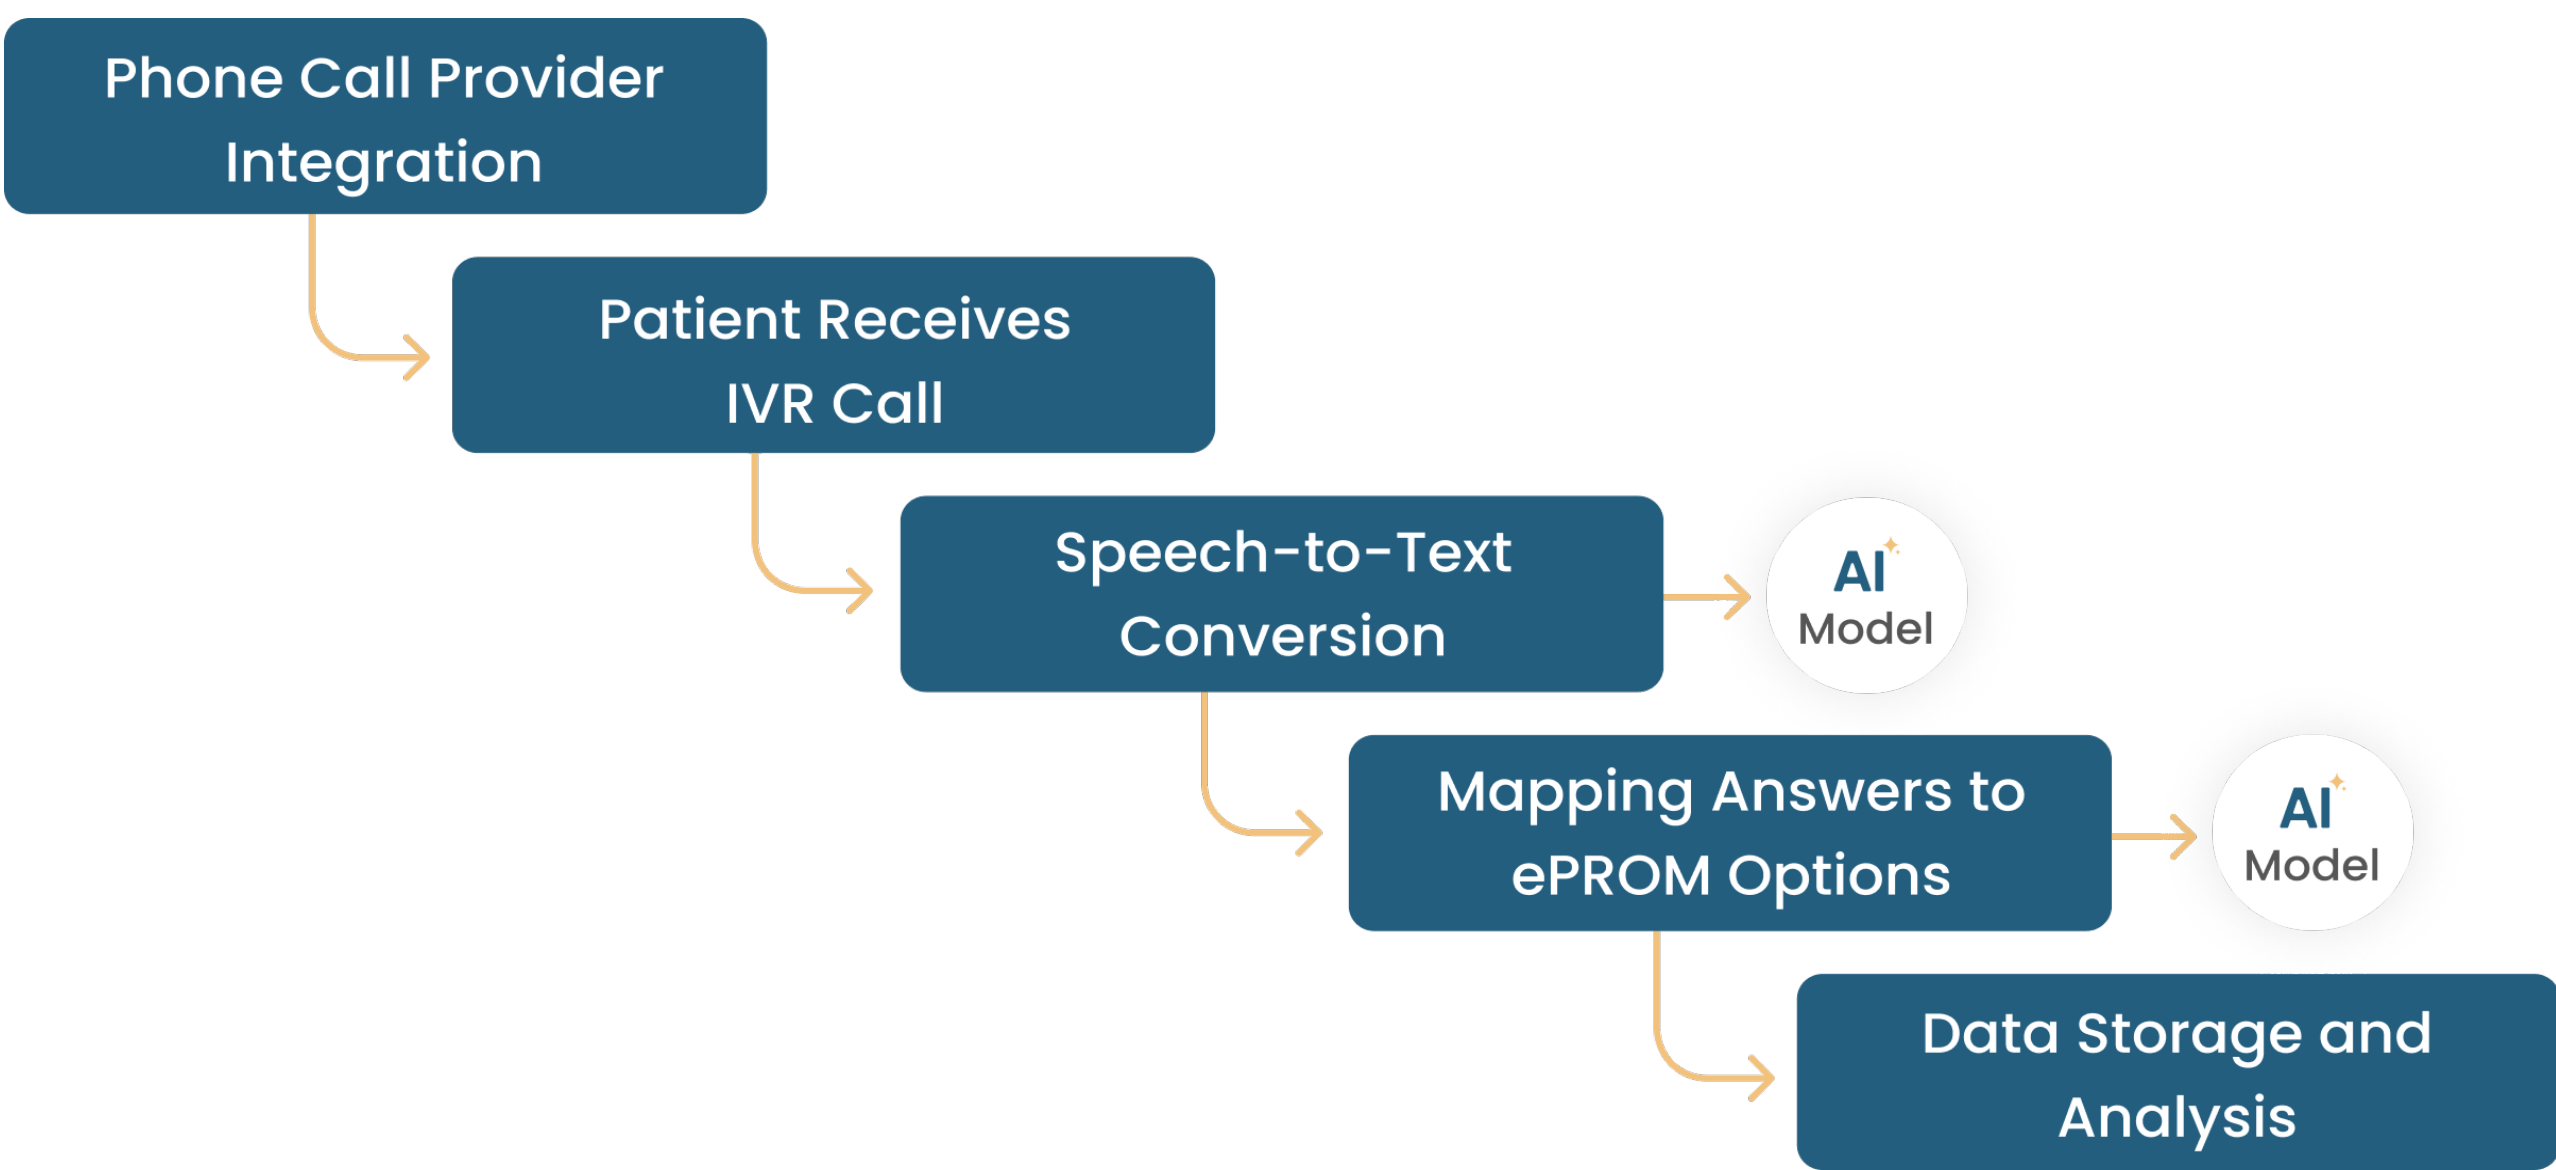 Phone Call Provider
Integration
Patient Receives
IVR Call
Speech-to-Text
Conversion
AI
Model
Mapping Answers to
ePROM Options
AI
Model
Data Storage and
Analysis